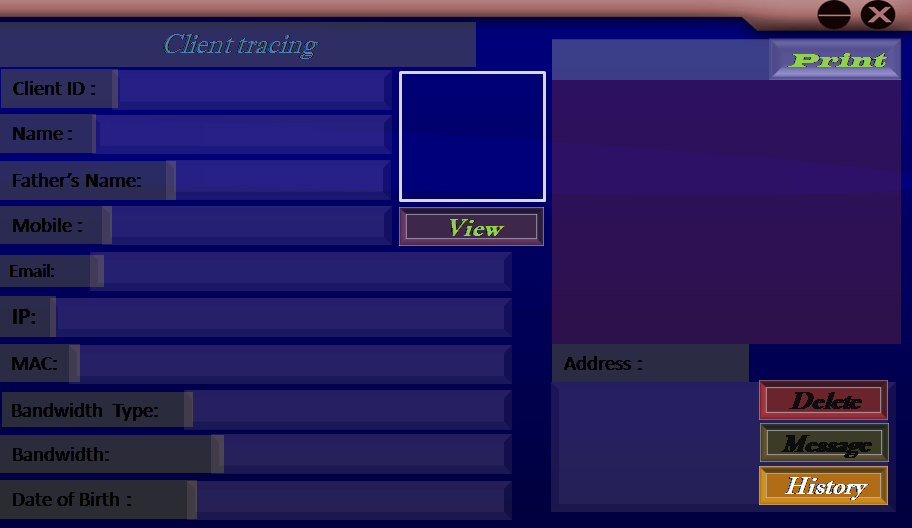 Client tracing
Print
Client ID :
Name :
Father's Name:
Mobile :
View
Email:
IP:
MAC:
Address :
Bandwidth Type:
Delete
Bandwidth:
Message
Date of Birth :
History